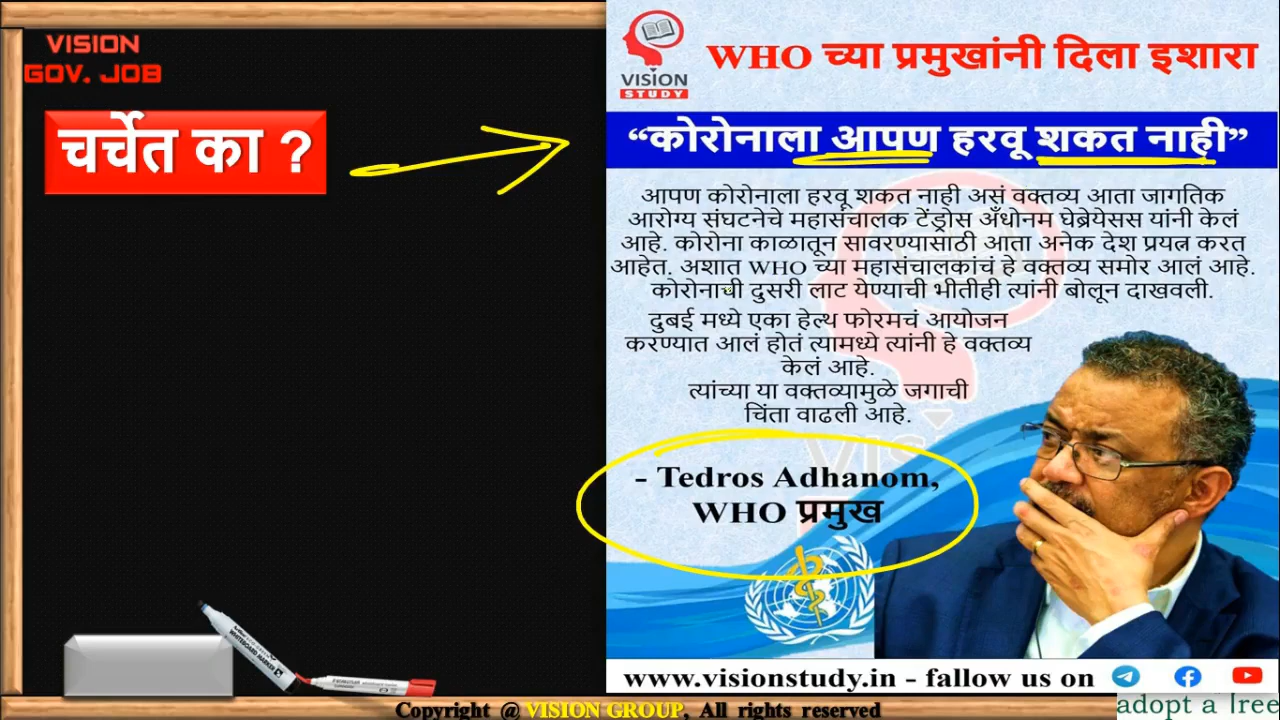 VISION
GOV. JOB
चर्चेत का ?
VISION
STUDY
WHO च्या प्रमुखांनी दिला इशारा
“कोरोनाला आपण हरवू शकत नाही”
आपण कोरोनाला हरवू शकत नाही असं वक्तव्य आता जागतिक
आरोग्य संघटनेचे महासंचालक टेंड्रोस अँधोनम घेब्रेयेसस यांनी केलं
आहे. कोरोना काळातून सावरण्यासाठी आता अनेक देश प्रयत्न करत
आहेत. अशात WHO च्या महासंचालकांचं हे वक्तव्य समोर आलं आहे.
कोरोनाची दुसरी लाट येण्याची भीतीही त्यांनी बोलून दाखवली.
दुबई मध्ये एका हेल्थ फोरमचं आयोजन
करण्यात आलं होतं त्यामध्ये त्यांनी हे वक्तव्य
केलं आहे.
त्यांच्या या वक्तव्यामुळे जगाची
चिंता वाढली आहे.
- Tedros Adhanom,
WHO प्रमुख
www.visionstudy.in - fallow us on
adopt a Tree
Copyright @ VISION GROUP, All rights reserved